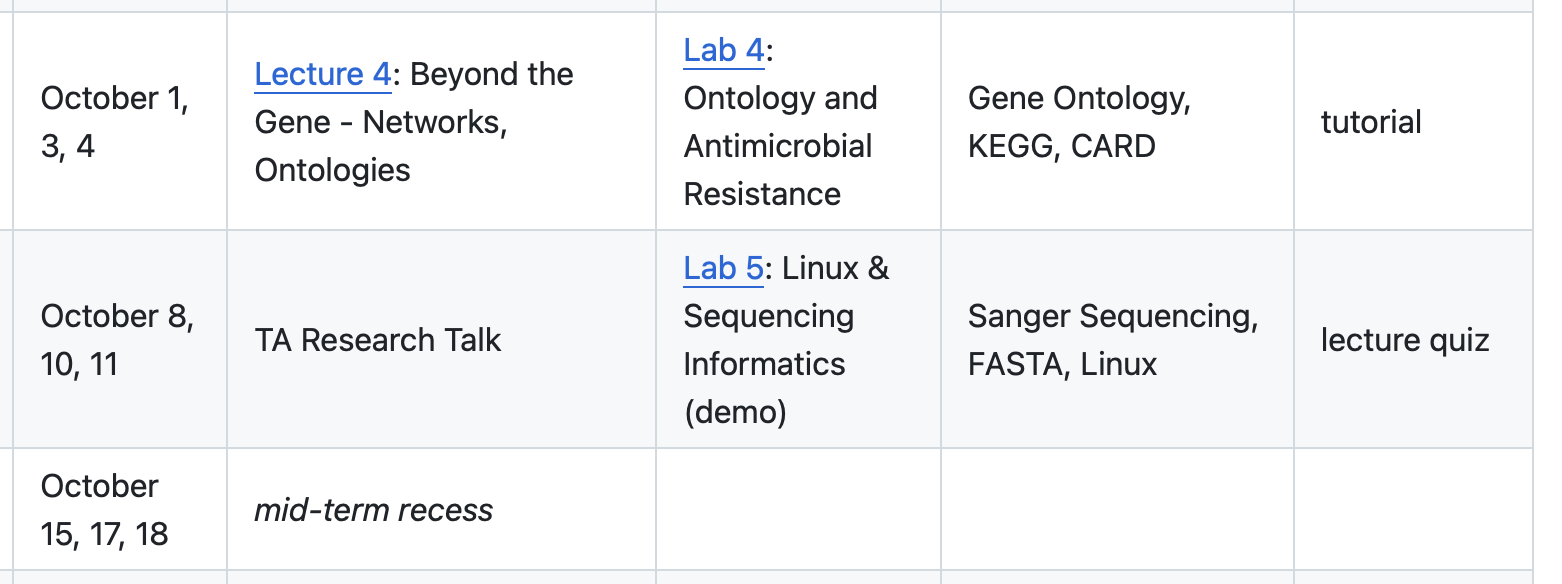 October 1,
3, 4
Lecture 4: Beyond the
Gene - Networks,
Ontologies
Lab 4:
Ontology and
Antimicrobial
Resistance
Gene Ontology,
KEGG, CARD
tutorial
October 8,
10, 11
TA Research Talk
Lab 5: Linux &
Sequencing
Informatics
(demo)
Sanger Sequencing,
FASTA, Linux
lecture quiz
October
15, 17, 18
mid-term recess